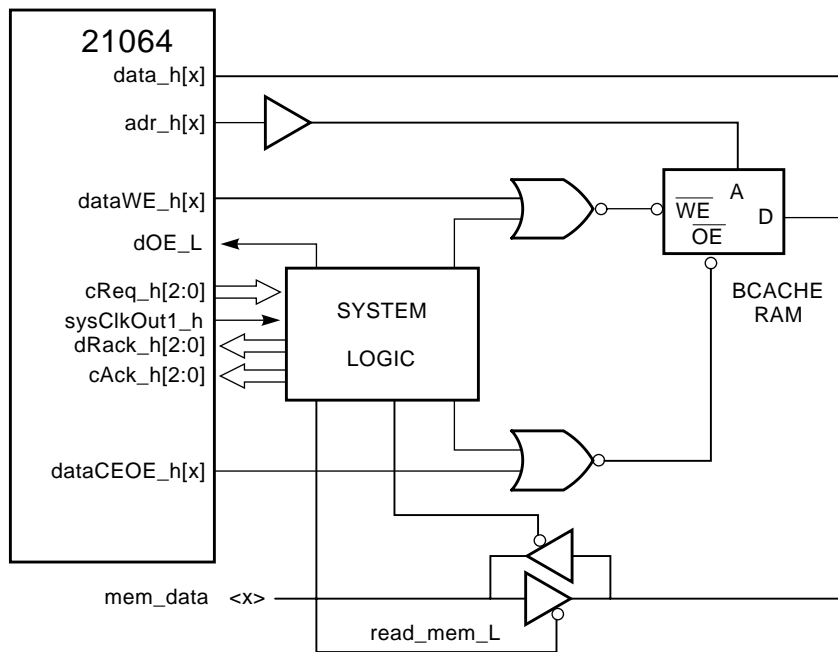 21064
data_h[x]
adr_h[x]
dataWE_h[x]
dOE_L
cReq_h[2:0]
sysClkOut1_h
dRack_h[2:0]
cAck_h[2:0]
dataCEOE_h[x]
SYSTEM
LOGIC
A
WE
D
OE
BCACHE
RAM
mem_data <x>
read_mem_L